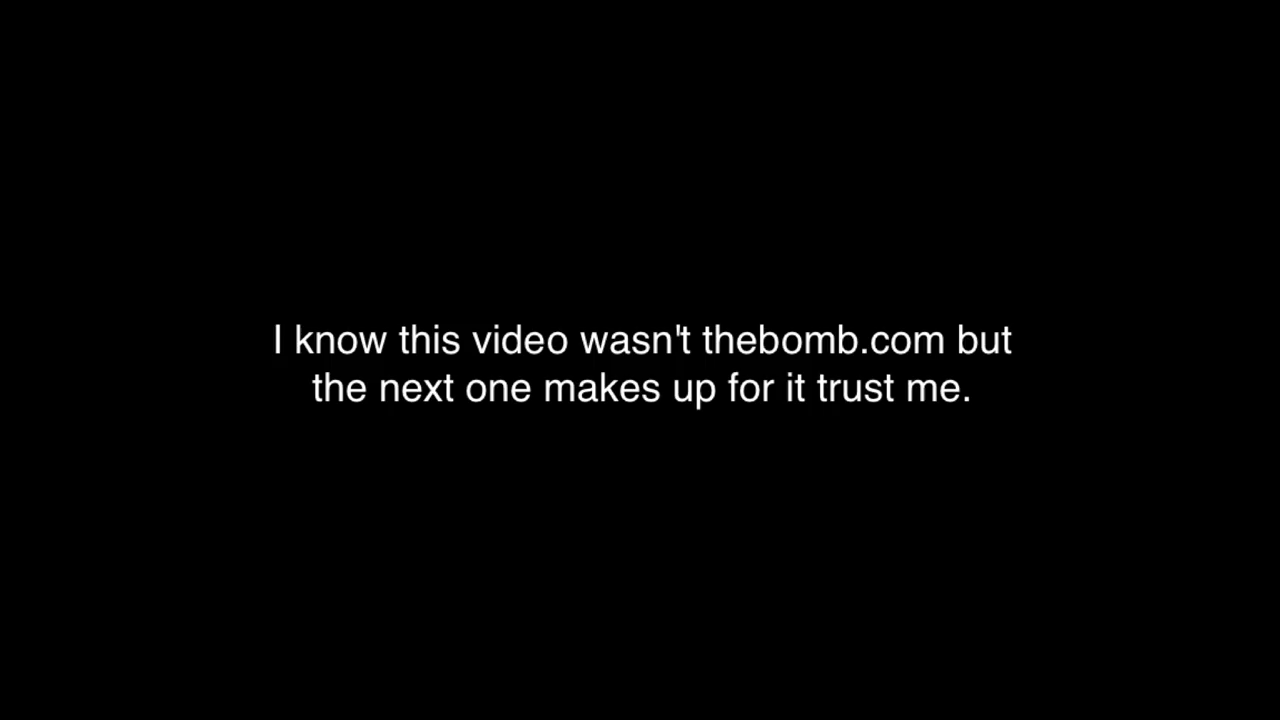 I know this video wasn't thebomb.com but
the next one makes up for it trust me.